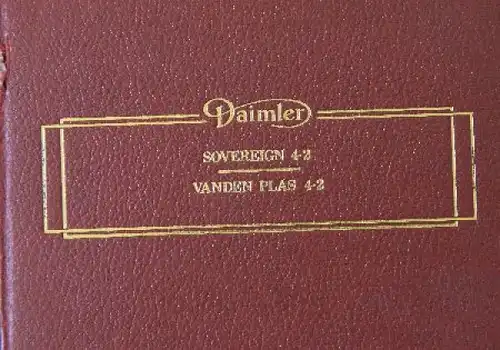 Daimler
SOVEREIGN 4·2
VANDEN PLAS 4·2